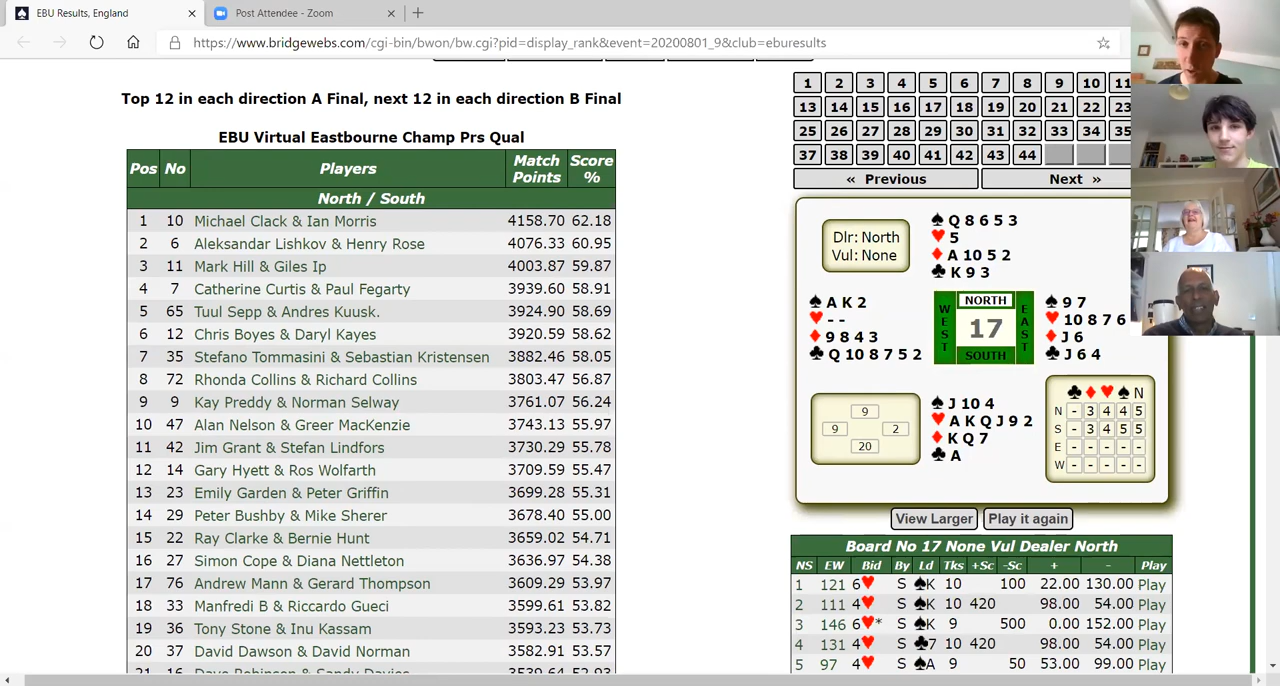 EBU Results, England
Post Attendee - Zoom
https://www.bridgewebs.com/cgi-bin/bwon/bw.cgi?pid=display_rank&event=20200801_9&club=eburesults
Top 12 in each direction A Final, next 12 in each direction B Final
EBU Virtual Eastbourne Champ Prs Qual
Pos No Players Match Points Score %
North / South
1 10 Michael Clack & Ian Morris 4158.70 62.18
2 6 Aleksandar Lishkov & Henry Rose 4076.33 60.95
3 11 Mark Hill & Giles Ip 4003.87 59.87
4 7 Catherine Curtis & Paul Fegarty 3939.60 58.91
5 65 Tuul Sepp & Andres Kuusk. 3924.90 58.69
6 12 Chris Boyes & Daryl Kayes 3920.59 58.62
7 35 Stefano Tommasini & Sebastian Kristensen 3882.46 58.05
8 72 Rhonda Collins & Richard Collins 3803.47 56.87
9 9 Kay Preddy & Norman Selway 3761.07 56.24
10 47 Alan Nelson & Greer MacKenzie 3743.13 55.97
11 42 Jim Grant & Stefan Lindfors 3730.29 55.78
12 14 Gary Hyett & Ros Wolfarth 3709.59 55.47
13 23 Emily Garden & Peter Griffin 3699.28 55.31
14 29 Peter Bushby & Mike Sherer 3678.40 55.00
15 22 Ray Clarke & Bernie Hunt 3659.02 54.71
16 27 Simon Cope & Diana Nettleton 3636.97 54.38
17 76 Andrew Mann & Gerard Thompson 3609.29 53.97
18 33 Manfredi B & Riccardo Gueci 3599.61 53.82
19 36 Tony Stone & Inu Kassam 3593.23 53.73
20 37 David Dawson & David Norman 3582.91 53.57
21 16 Dave Robinson & Sandy Davies 3539.64 52.93
1 2 3 4 5 6 7 8 9 10 11
13 14 15 16 17 18 19 20 21 22 23
25 26 27 28 29 30 31 32 33 34 35
37 38 39 40 41 42 43 44
« Previous Next »
Dlr: North
Vul: None
♠ Q 8 6 5 3
♥ 5
♦ A 10 5 2
♣ K 9 3
♠ A K 2
♥ - -
♦ 9 8 4 3
♣ Q 10 8 7 5 2
NORTH
WEST
17
EAST
SOUTH
♠ 9 7
♥ 10 8 7 6
♦ J 6
♣ J 6 4
9
9 2
20
♠ J 10 4
♥ A K Q J 9 2
♦ K Q 7
♣ A
♣ ♦ ♥ ♠ N
N - 3 4 4 5
S - 3 4 5 5
E - - - - -
W - - - - -
View Larger Play it again
Board No 17 None Vul Dealer North
NS EW Bid By Ld Tks +Sc -Sc + - Play
1 121 6♥ S ♠K 10 100 22.00 130.00 Play
2 111 4♥ S ♠K 10 420 98.00 54.00 Play
3 146 6♥* S ♠K 9 500 0.00 152.00 Play
4 131 4♥ S ♣7 10 420 98.00 54.00 Play
5 97 4♥ S ♠A 9 50 53.00 99.00 Play